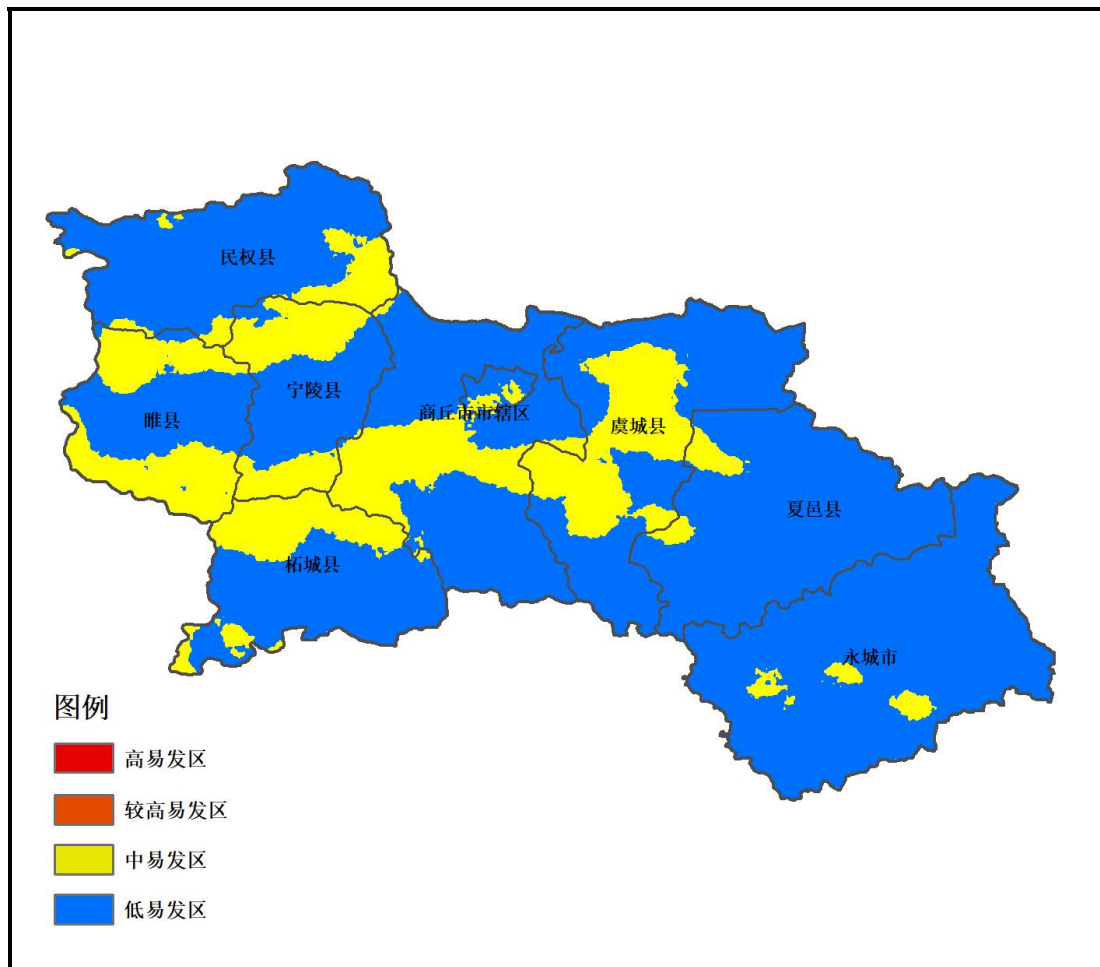 民权县
宁陵县
睢县
商丘市市辖区
虞城县
夏邑县
柘城县
永城市
图例
高易发区
较高易发区
中易发区
低易发区